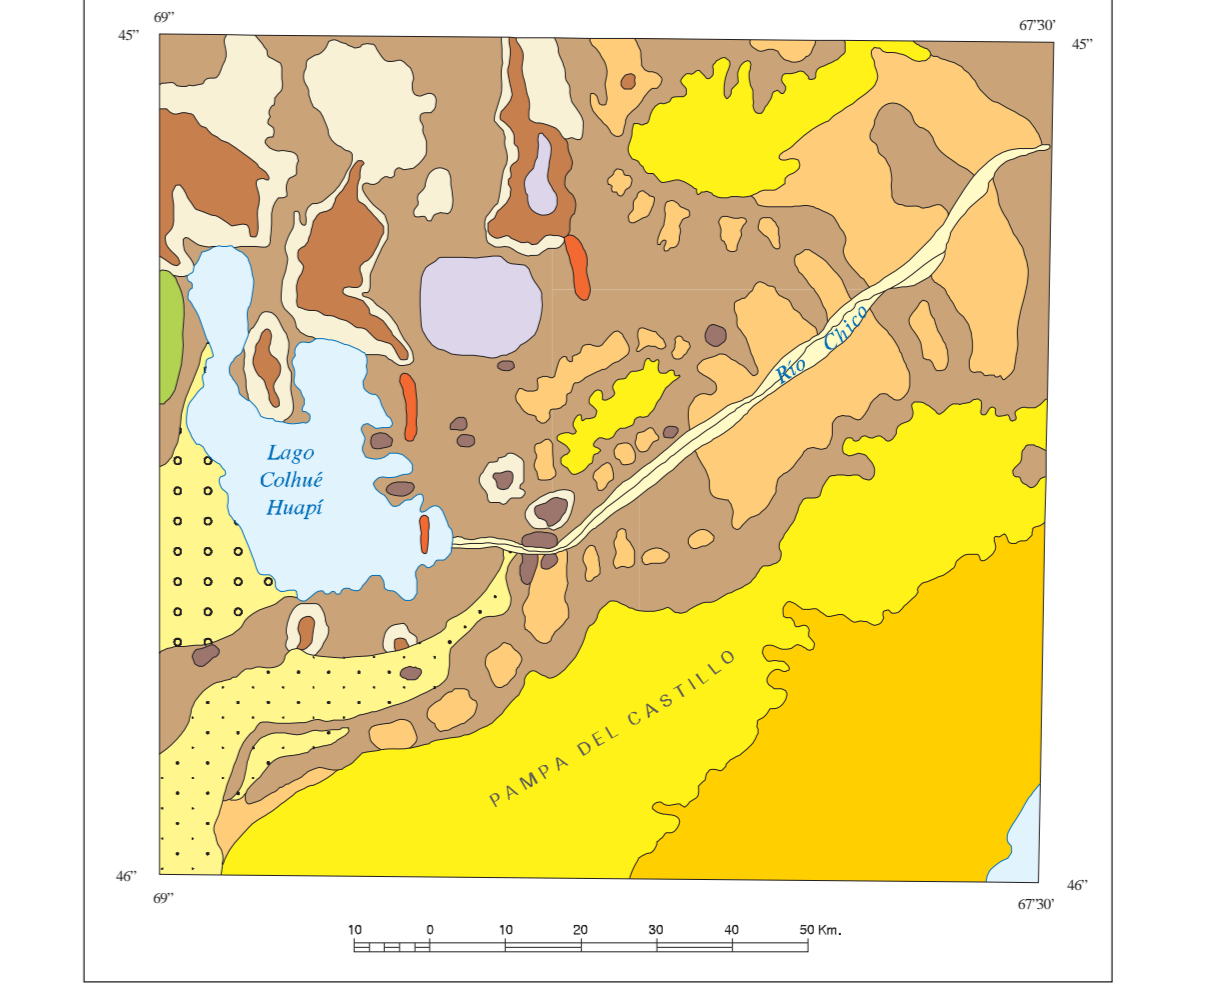 69”
67”30’
45”
45”
Río Chico
Lago
Colhué
Huapí
PAMPA DEL CASTILLO
46”
46”
69”
67”30’
10 0 10 20 30 40 50 Km.